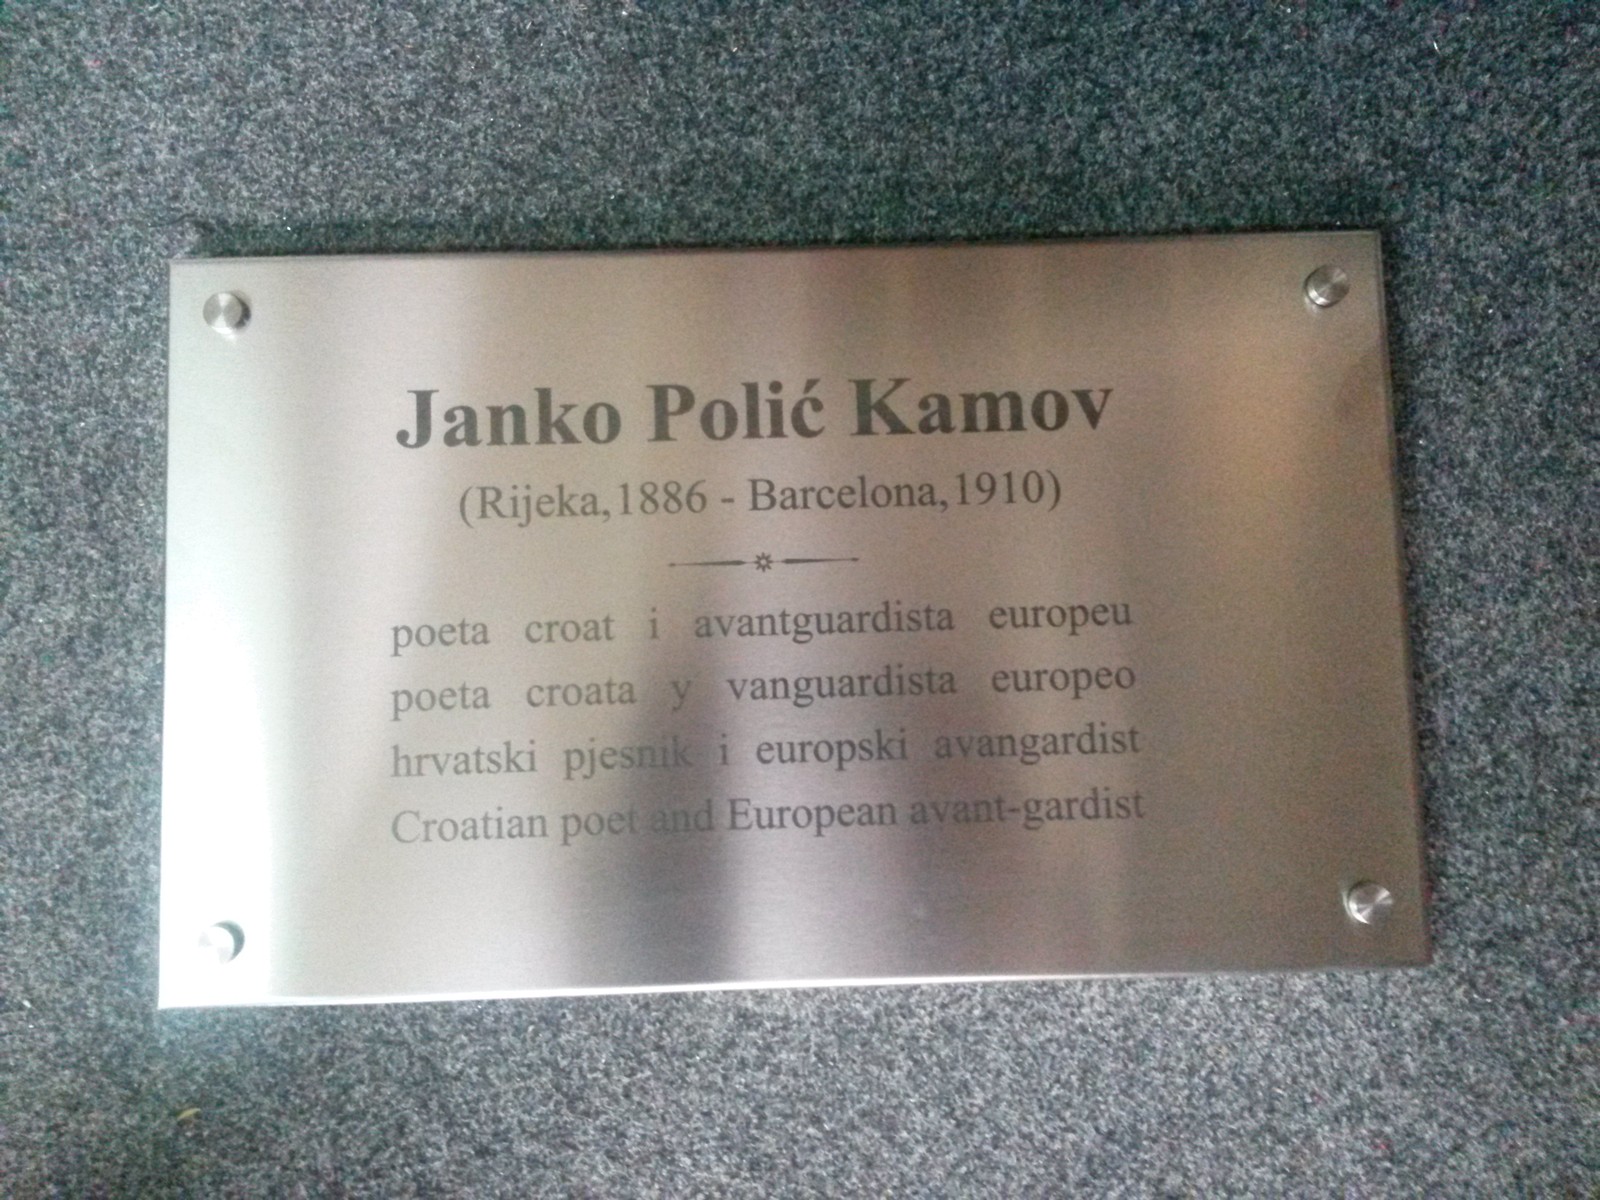 Janko Polić Kamov
(Rijeka,1886 - Barcelona,1910)
poeta croat i avantguardista europeu
poeta croata y vanguardista europeo
hrvatski pjesnik i europski avangardist
Croatian poet and European avant-gardist